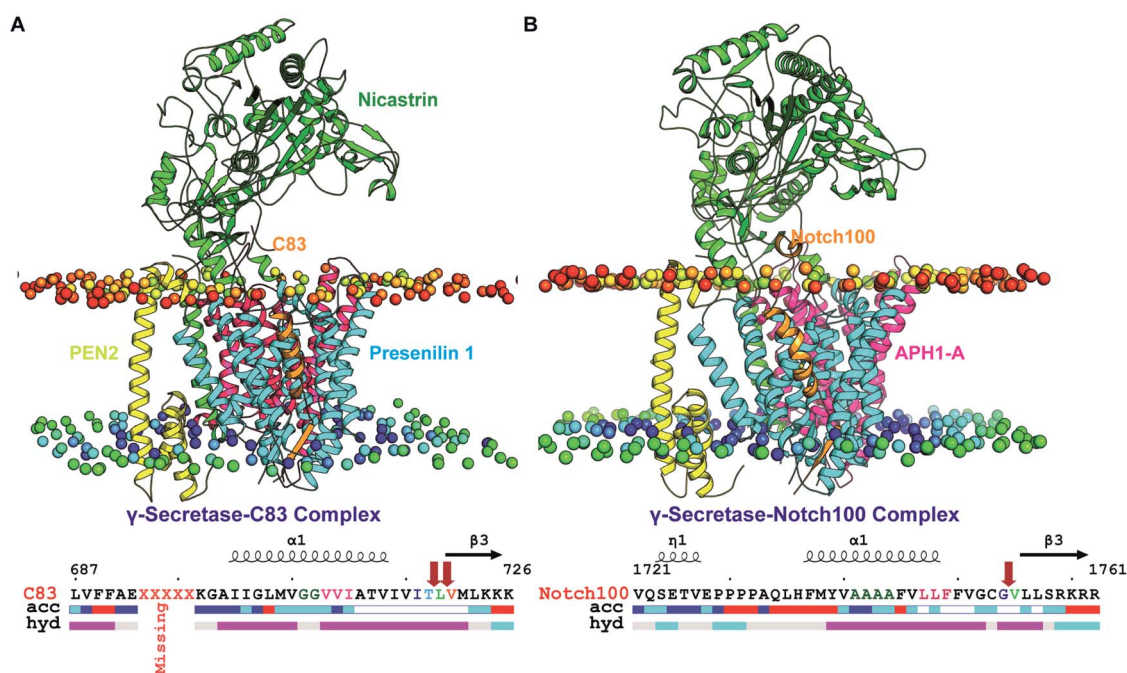 A
B
Nicastrin
C83
Notch100
PEN2
Presenilin 1
APH1-A
γ-Secretase-C83 Complex
γ-Secretase-Notch100 Complex
α1
β3
687
726
C83 LVFFAEXXXXXKGAIIGLMVGGVVIATVIVITLVMLKKK
acc
hyd
Missing
η1
α1
β3
1721
1761
Notch100 VQSETVEPPPPAQLHFMYVAAAAFVLLFFVGCGVLLSRKRR
acc
hyd